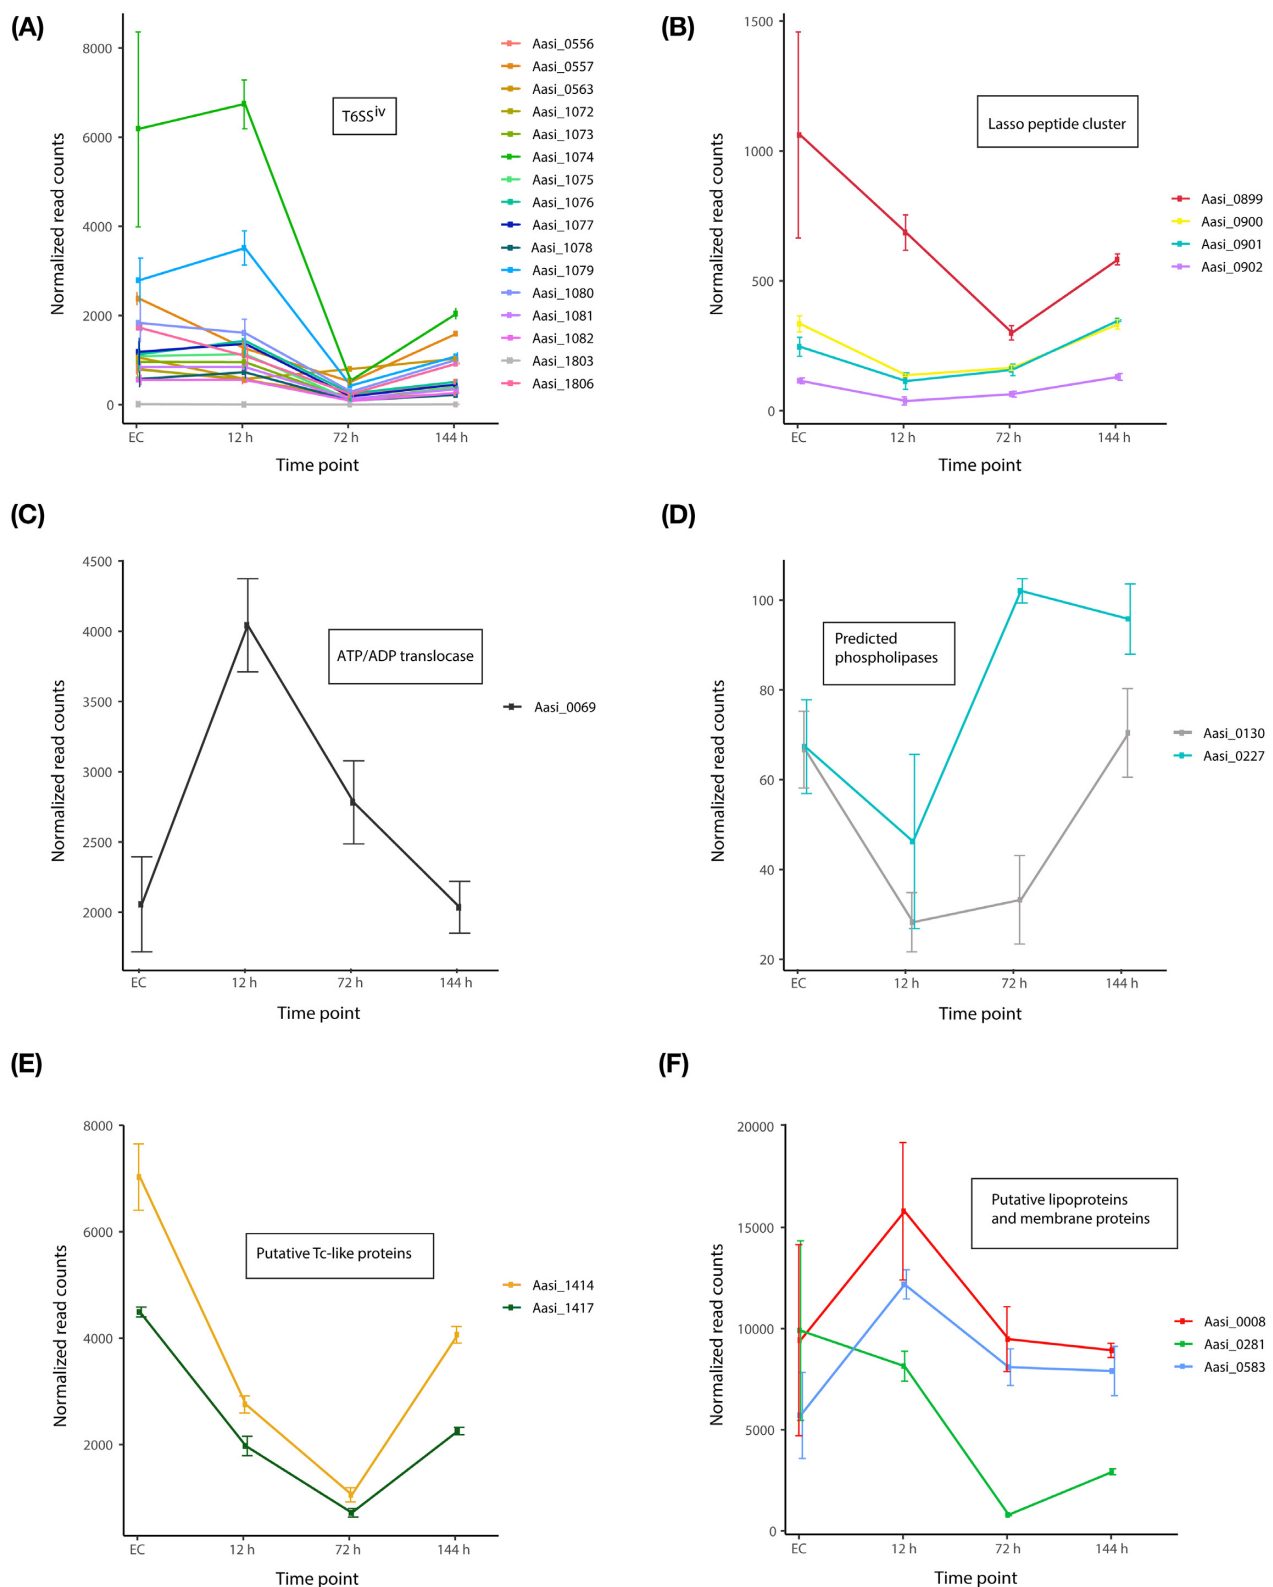 (A)
8000
6000
4000
2000
0
Normalized read counts
T6SSiv
EC 12 h 72 h 144 h
Time point
Aasi_0556
Aasi_0557
Aasi_0563
Aasi_1072
Aasi_1073
Aasi_1074
Aasi_1075
Aasi_1076
Aasi_1077
Aasi_1078
Aasi_1079
Aasi_1080
Aasi_1081
Aasi_1082
Aasi_1803
Aasi_1806
(B)
1500
1000
500
0
Normalized read counts
Lasso peptide cluster
EC 12 h 72 h 144 h
Time point
Aasi_0899
Aasi_0900
Aasi_0901
Aasi_0902
(C)
4500
4000
3500
3000
2500
2000
Normalized read counts
ATP/ADP translocase
EC 12 h 72 h 144 h
Time point
Aasi_0069
(D)
100
80
60
40
20
Normalized read counts
Predicted
phospholipases
EC 12 h 72 h 144 h
Time point
Aasi_0130
Aasi_0227
(E)
8000
6000
4000
2000
Normalized read counts
Putative Tc-like proteins
EC 12 h 72 h 144 h
Time point
Aasi_1414
Aasi_1417
(F)
20000
15000
10000
5000
0
Normalized read counts
Putative lipoproteins
and membrane proteins
EC 12 h 72 h 144 h
Time point
Aasi_0008
Aasi_0281
Aasi_0583